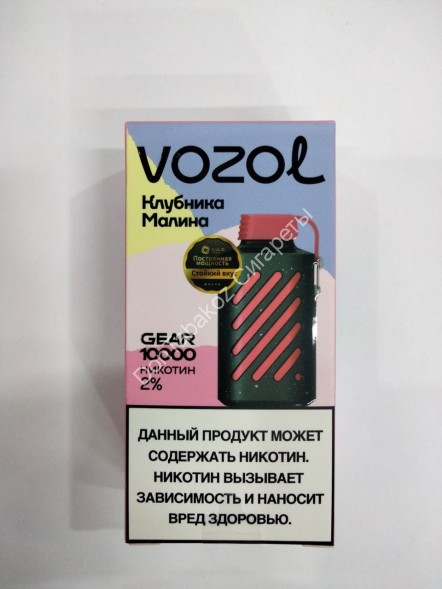 VOZOL
Клубника
Малина
GOLD
Постоянная
мощность
Стойкий вкус
GEAR
10000
НИКОТИН
2%
ДАННЫЙ ПРОДУКТ МОЖЕТ
СОДЕРЖАТЬ НИКОТИН.
НИКОТИН ВЫЗЫВАЕТ
ЗАВИСИМОСТЬ И НАНОСИТ
ВРЕД ЗДОРОВЬЮ.